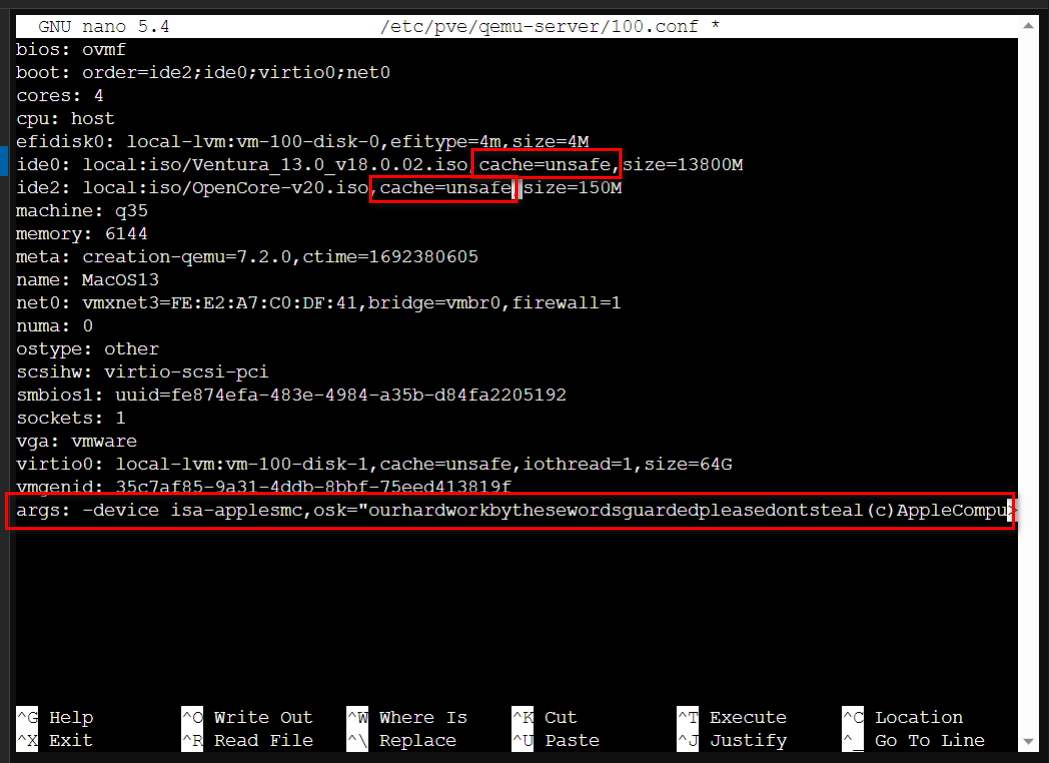 GNU nano 5.4 /etc/pve/qemu-server/100.conf *
bios: ovmf
boot: order=ide2;ide0;virtio0;net0
cores: 4
cpu: host
efidisk0: local-lvm:vm-100-disk-0,efitype=4m,size=4M
ide0: local:iso/Ventura_13.0_v18.0.02.iso,cache=unsafe,size=13800M
ide2: local:iso/OpenCore-v20.iso,cache=unsafe,size=150M
machine: q35
memory: 6144
meta: creation-qemu=7.2.0,ctime=1692380605
name: MacOS13
net0: vmxnet3=FE:E2:A7:C0:DF:41,bridge=vmbr0,firewall=1
numa: 0
ostype: other
scsihw: virtio-scsi-pci
smbios1: uuid=fe874efa-483e-4984-a35b-d84fa2205192
sockets: 1
vga: vmware
virtio0: local-lvm:vm-100-disk-1,cache=unsafe,iothread=1,size=64G
vmgenid: 35c7af85-9a31-4ddb-8bbf-75eed413819f
args: -device isa-applesmc,osk="ourhardworkbythesewordsguardedpleasedontsteal(c)AppleCompu>
^G Help ^O Write Out ^W Where Is ^K Cut ^T Execute ^C Location
^X Exit ^R Read File ^\ Replace ^U Paste ^J Justify ^_ Go To Line